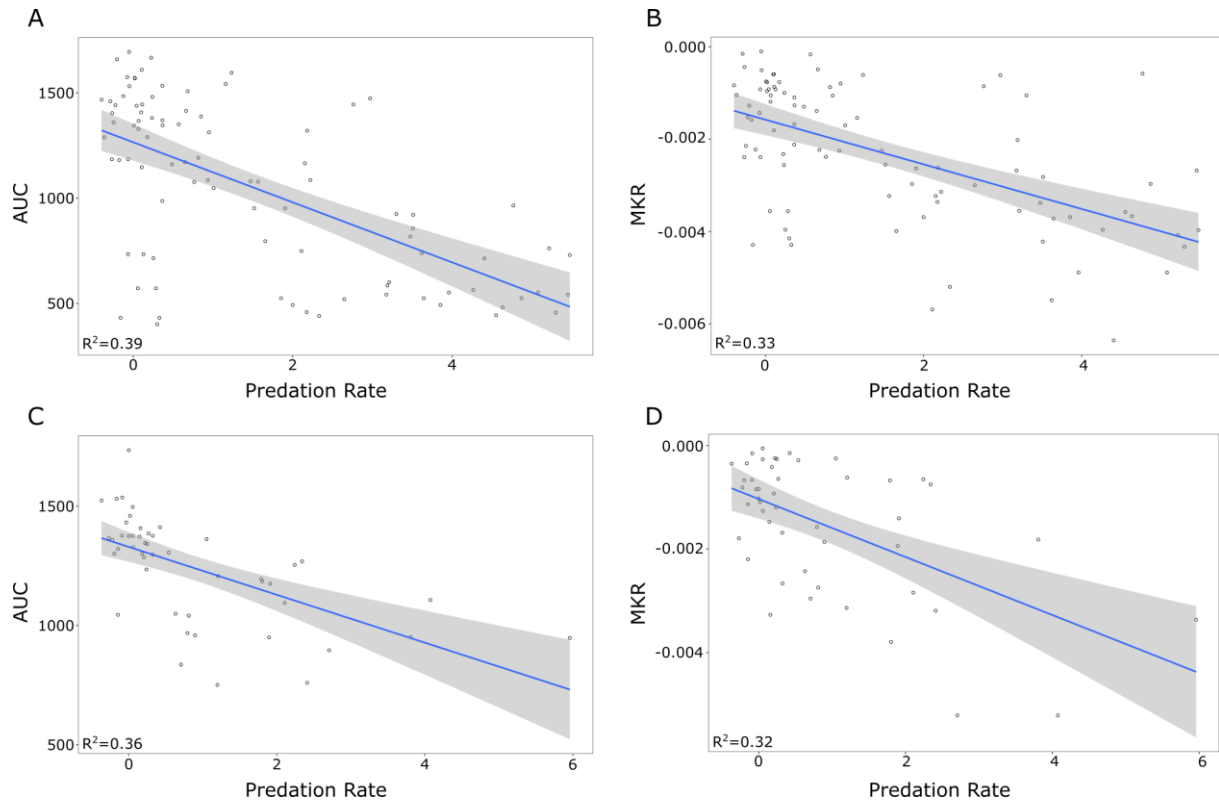 A
AUC
1500
1000
500
R²=0.39
0 2 4
Predation Rate
B
MKR
0.000
-0.002
-0.004
-0.006
R²=0.33
0 2 4
Predation Rate
C
AUC
1500
1000
500
R²=0.36
0 2 4 6
Predation Rate
D
MKR
0.000
-0.002
-0.004
R²=0.32
0 2 4 6
Predation Rate